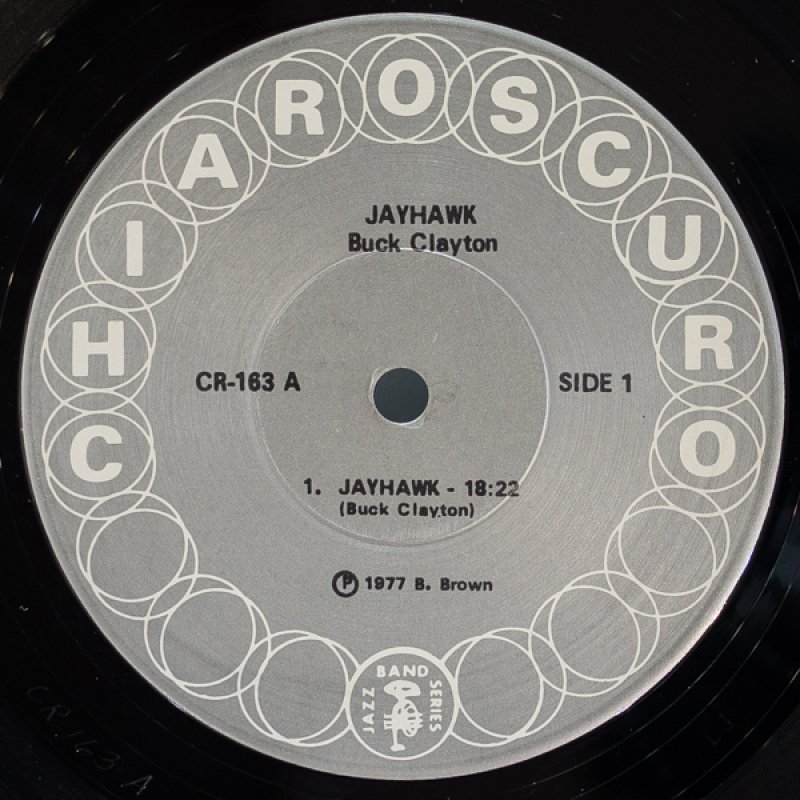 CHIAROSCURO
JAYHAWK
Buck Clayton
CR-163 A
SIDE 1
1. JAYHAWK - 18:22
(Buck Clayton)
Ⓟ 1977 B. Brown
JAZZ BAND SERIES
CR 163 A